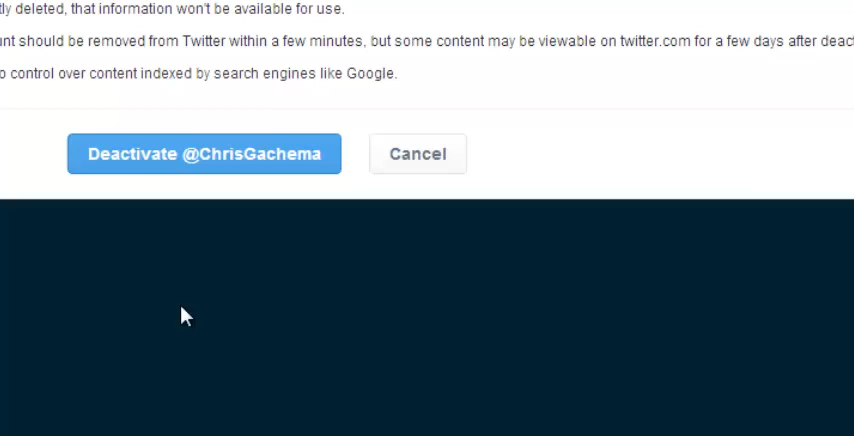 deleted, that information won't be available for use.
should be removed from Twitter within a few minutes, but some content may be viewable on twitter.com for a few days after
control over content indexed by search engines like Google.
Deactivate @ChrisGachema
Cancel